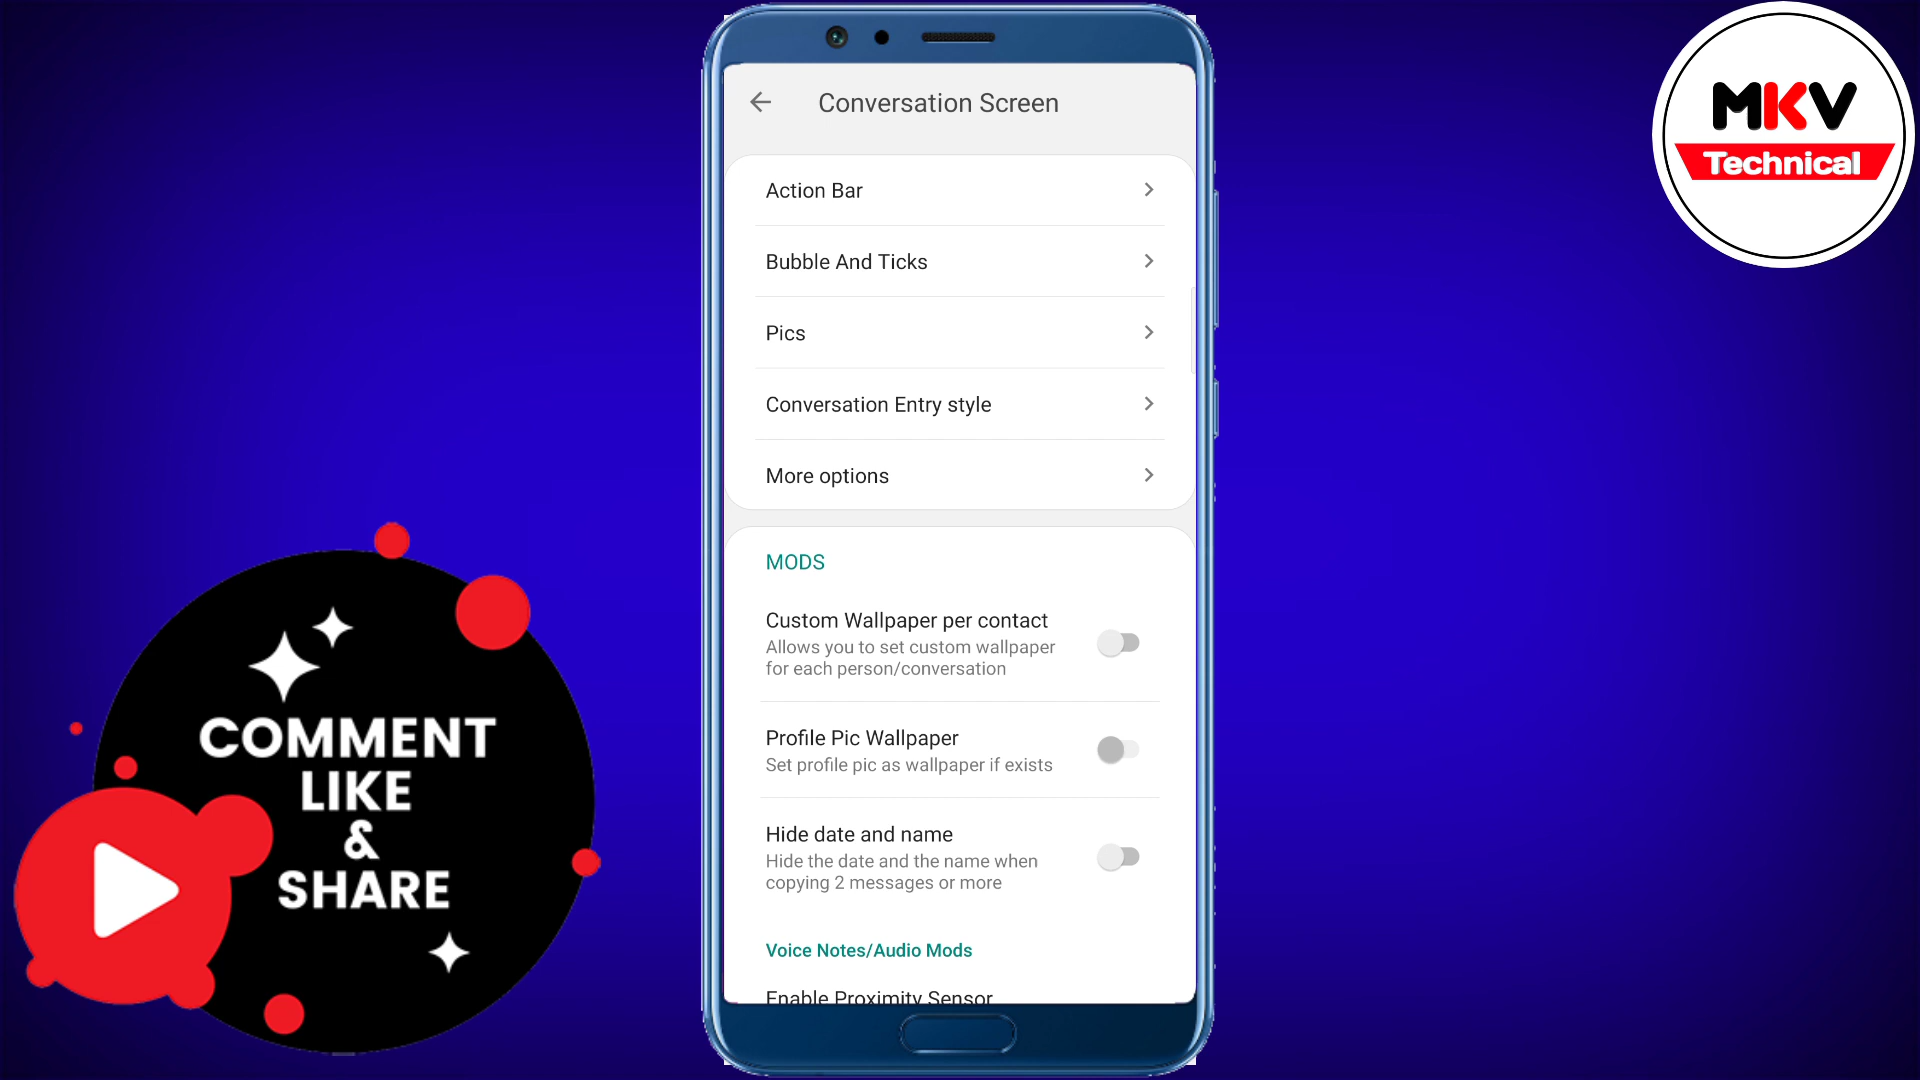 Conversation Screen
Action Bar
Bubble And Ticks
Pics
Conversation Entry style
More options
MODS
Custom Wallpaper per contact
Allows you to set custom wallpaper
for each person/conversation
Profile Pic Wallpaper
Set profile pic as wallpaper if exists
Hide date and name
Hide the date and the name when
copying 2 messages or more
Voice Notes/Audio Mods
Enable Proximity Sensor
MKV
Technical
COMMENT
LIKE
&
SHARE